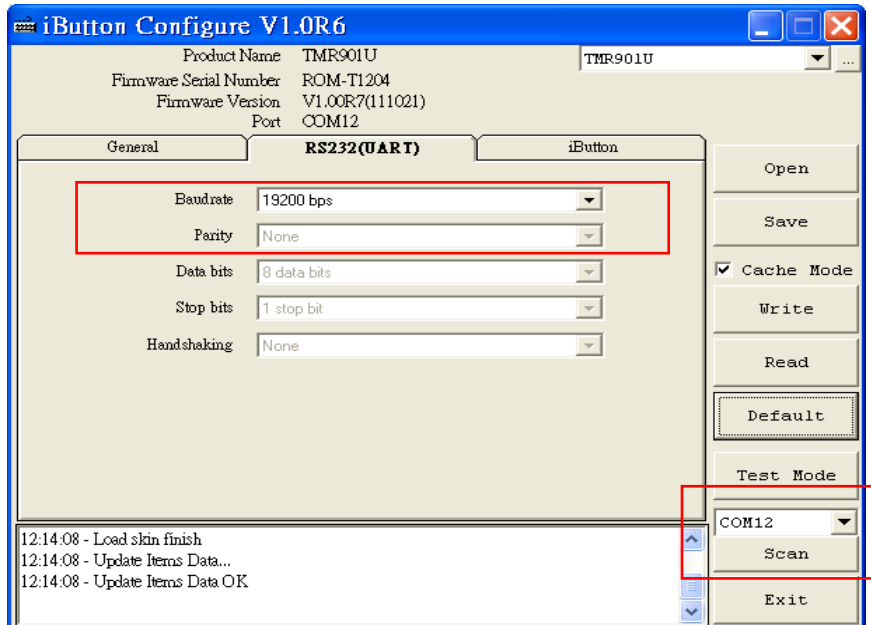 iButton Configure V1.0R6
Product Name TMR901U
TMR901U ...
Firmware Serial Number ROM-T1204
Firmware Version V1.00R7(111021)
Port COM12
General
RS232(UART)
iButton
Baudrate 19200 bps
Parity None
Data bits 8 data bits
Stop bits 1 stop bit
Handshaking None
Open
Save
Cache Mode
Write
Read
Default
Test Mode
COM12
Scan
Exit
12:14:08 - Load skin finish
12:14:08 - Update Items Data...
12:14:08 - Update Items Data OK